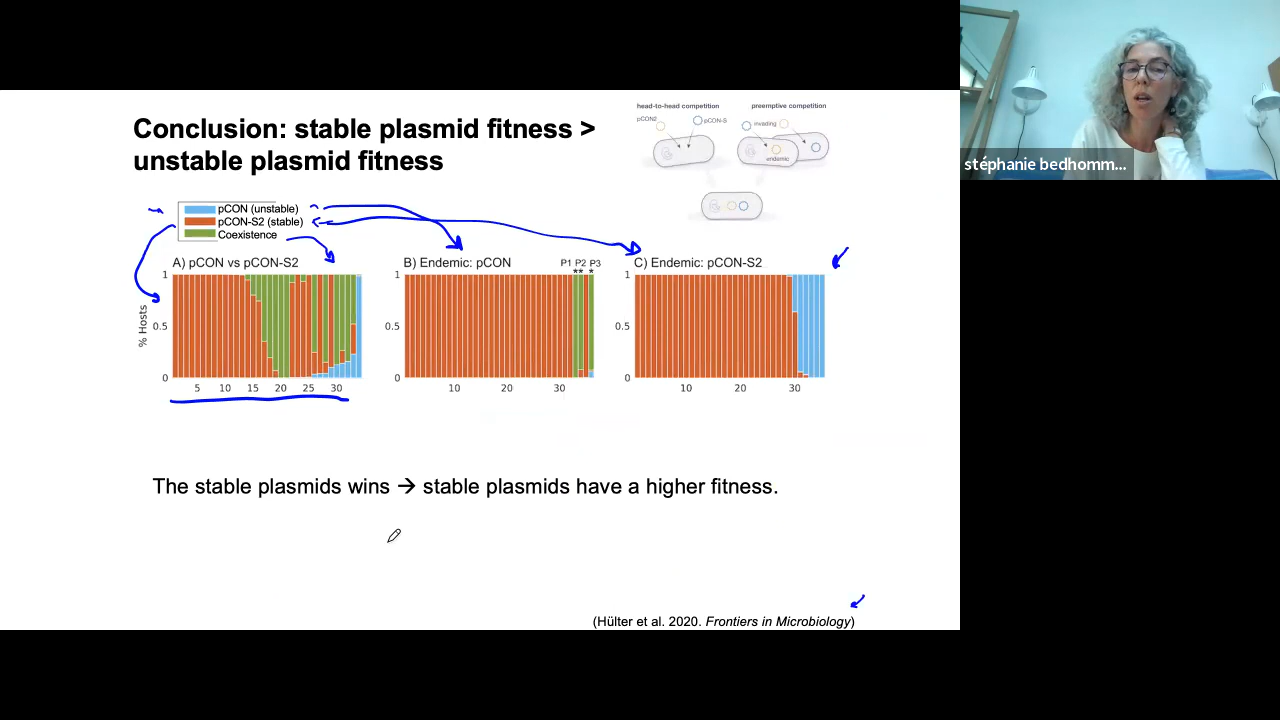 Conclusion: stable plasmid fitness >
unstable plasmid fitness
head-to-head competition
preemptive competition
pCON2
pCON-S
invading
endemic
stéphanie bedhomm...
pCON (unstable)
pCON-S2 (stable)
Coexistence
A) pCON vs pCON-S2
B) Endemic: pCON
P1 P2 P3
** *
C) Endemic: pCON-S2
% Hosts
1
0.5
0
5 10 15 20 25 30
1
0.5
0
10 20 30
1
0.5
0
10 20 30
The stable plasmids wins → stable plasmids have a higher fitness.
(Hülter et al. 2020. Frontiers in Microbiology)